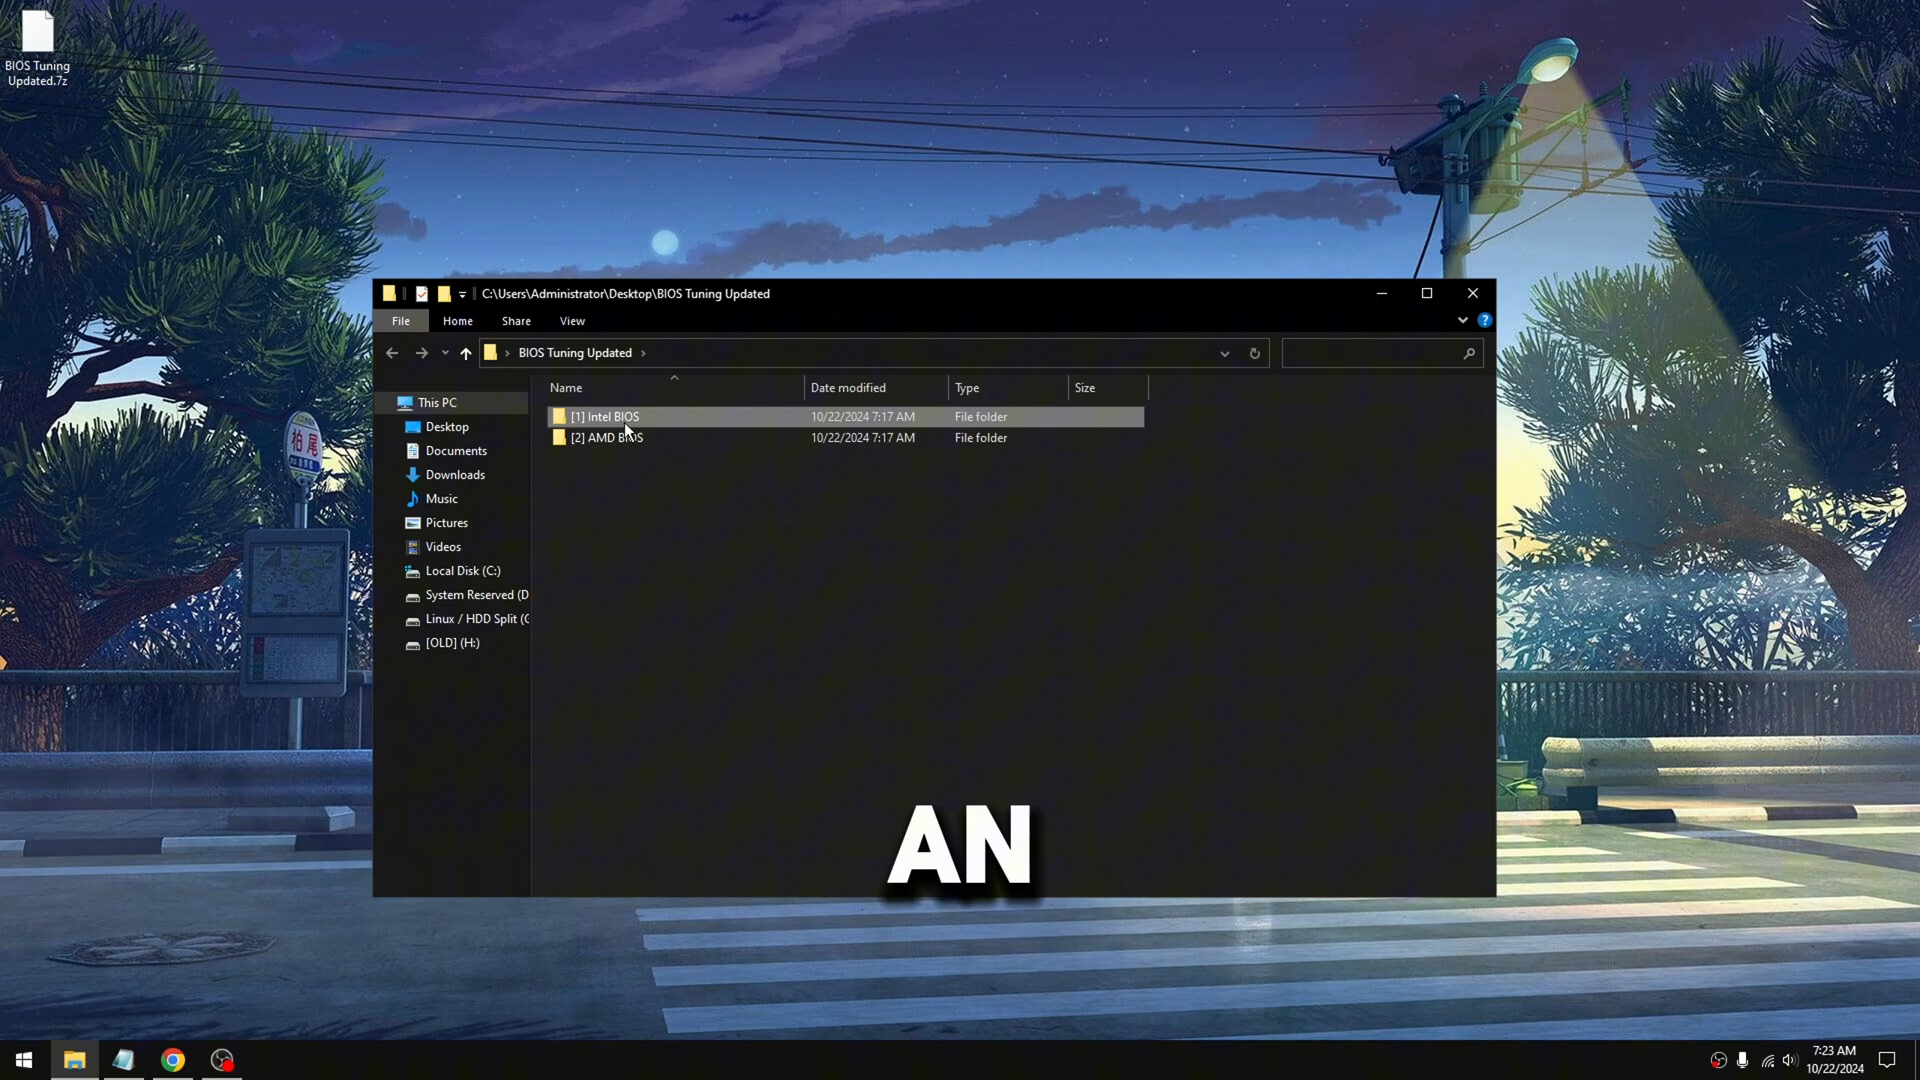 BIOS Tuning
Updated.7z
C:\Users\Administrator\Desktop\BIOS Tuning Updated
File Home Share View
BIOS Tuning Updated
Name Date modified Type Size
This PC
Desktop
Documents
Downloads
Music
Pictures
Videos
Local Disk (C:)
System Reserved (D
Linux / HDD Split (G
[OLD] (H:)
[1] Intel BIOS 10/22/2024 7:17 AM File folder
[2] AMD BIOS 10/22/2024 7:17 AM File folder
柏尾
AN
7:23 AM
10/22/2024